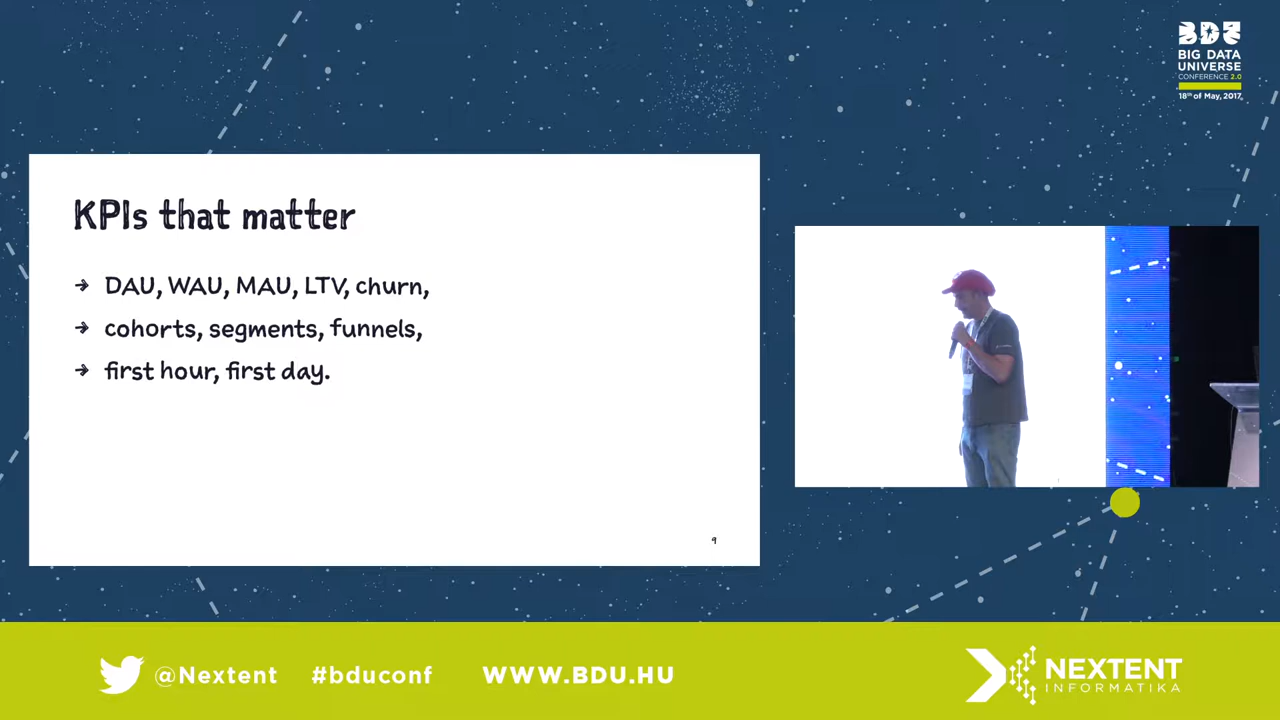 BDU
BIG DATA
UNIVERSE
CONFERENCE 2.0
18th of May, 2017
KPIs that matter
→ DAU, WAU, MAU, LTV, churn,
→ cohorts, segments, funnels,
→ first hour, first day.
9
@Nextent #bduconf WWW.BDU.HU
NEXTENT
INFORMATIKA